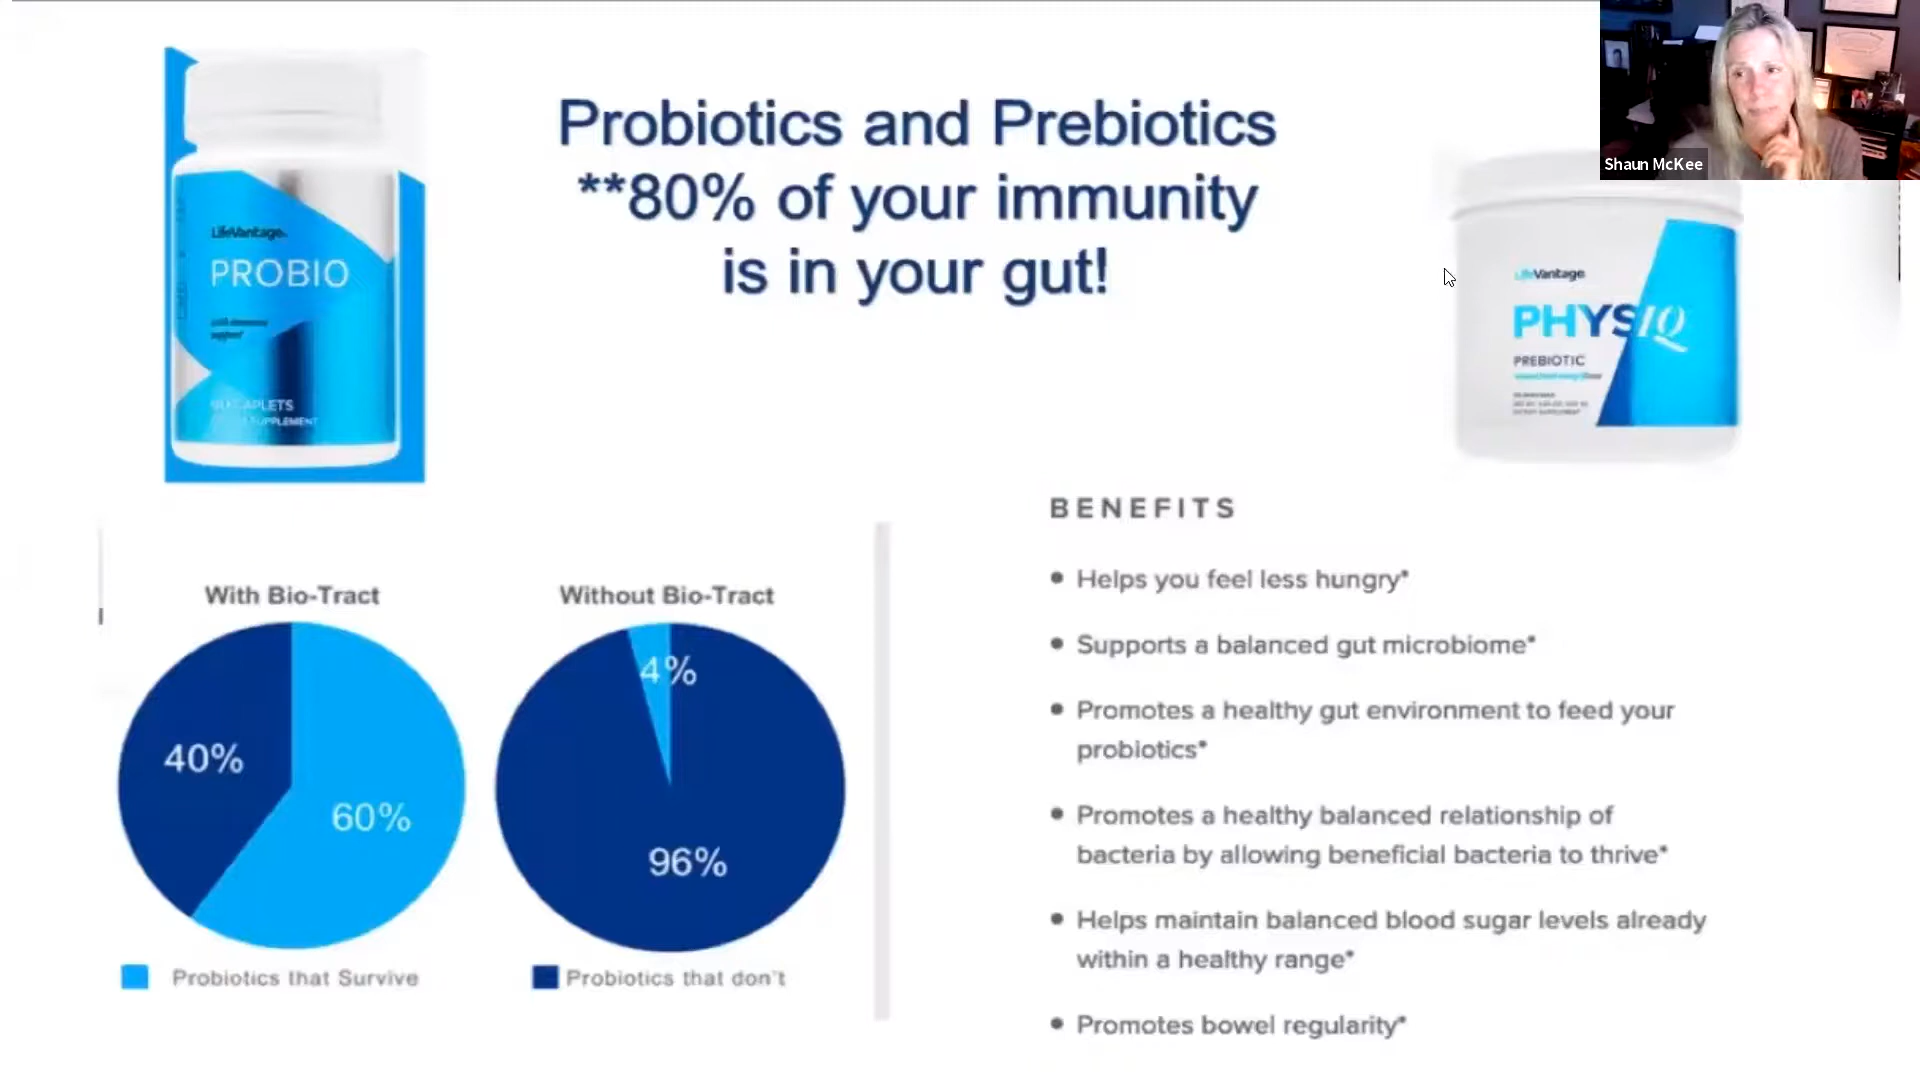 Probiotics and Prebiotics
**80% of your immunity
is in your gut!
Shaun McKee
LifeVantage
PROBIO
support
CAPLETS
SUPPLEMENT
LifeVantage
PHYSIQ
PREBIOTIC
With Bio-Tract
40%
60%
Probiotics that Survive
Without Bio-Tract
4%
96%
Probiotics that don't
BENEFITS
• Helps you feel less hungry*
• Supports a balanced gut microbiome*
• Promotes a healthy gut environment to feed your
probiotics*
• Promotes a healthy balanced relationship of
bacteria by allowing beneficial bacteria to thrive*
• Helps maintain balanced blood sugar levels already
within a healthy range*
• Promotes bowel regularity*